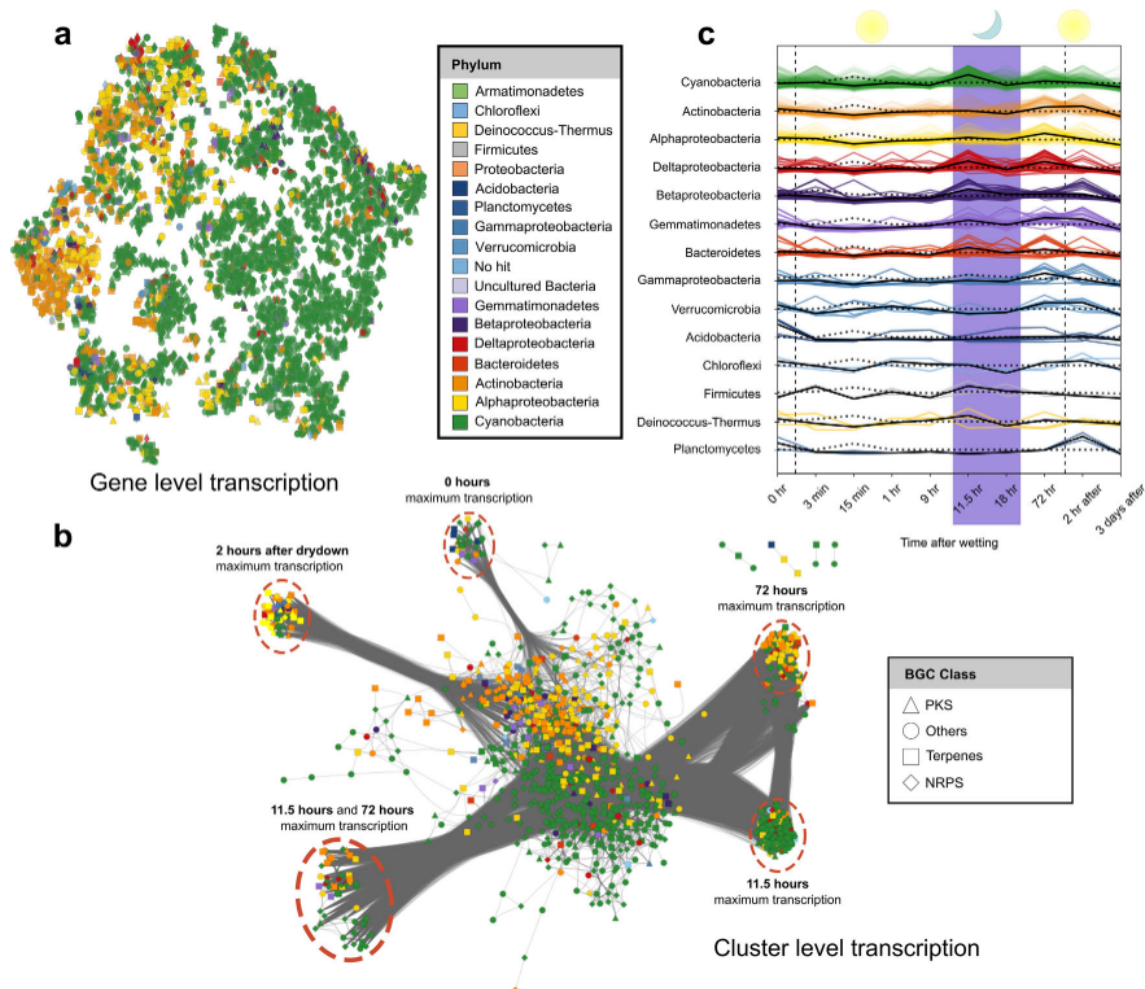 a
Phylum
Armatimonadetes
Chloroflexi
Deinococcus-Thermus
Firmicutes
Proteobacteria
Acidobacteria
Planctomycetes
Gammaproteobacteria
Verrucomicrobia
No hit
Uncultured Bacteria
Gemmatimonadetes
Betaproteobacteria
Deltaproteobacteria
Bacteroidetes
Actinobacteria
Alphaproteobacteria
Cyanobacteria
Gene level transcription
c
Cyanobacteria
Actinobacteria
Alphaproteobacteria
Deltaproteobacteria
Betaproteobacteria
Gemmatimonadetes
Bacteroidetes
Gammaproteobacteria
Verrucomicrobia
Acidobacteria
Chloroflexi
Firmicutes
Deinococcus-Thermus
Planctomycetes
0 hr
3 min
15 min
1 hr
9 hr
11.5 hr
18 hr
72 hr
2 hr after
3 days after
Time after wetting
b
0 hours
maximum transcription
2 hours after drydown
maximum transcription
72 hours
maximum transcription
11.5 hours and 72 hours
maximum transcription
11.5 hours
maximum transcription
BGC Class
PKS
Others
Terpenes
NRPS
Cluster level transcription